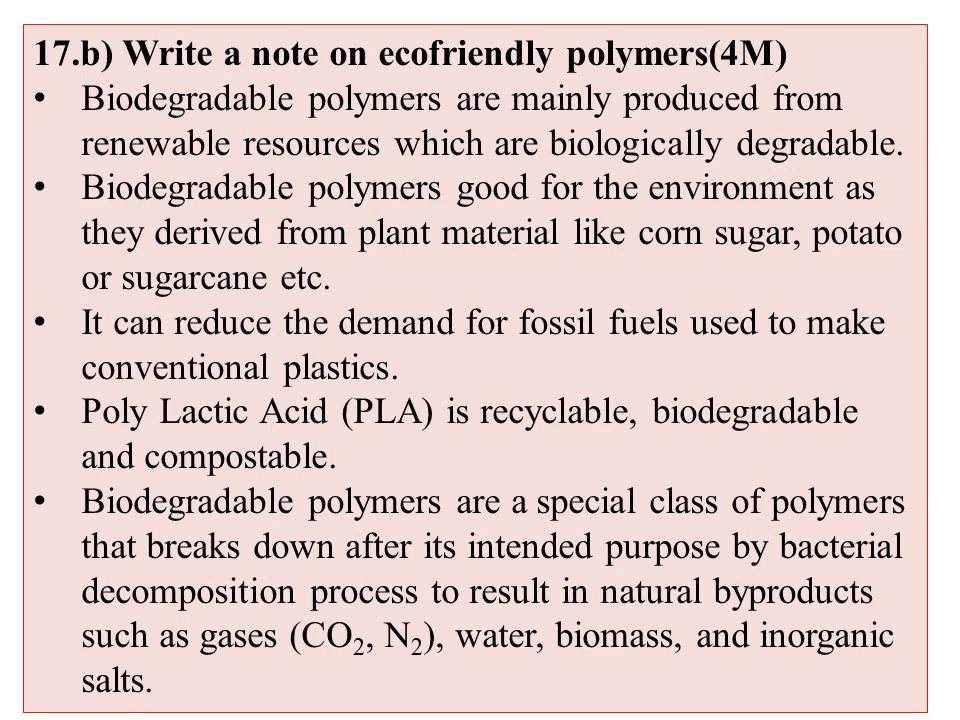 17.b) Write a note on ecofriendly polymers(4M)
• Biodegradable polymers are mainly produced from
renewable resources which are biologically degradable.
• Biodegradable polymers good for the environment as
they derived from plant material like corn sugar, potato
or sugarcane etc.
• It can reduce the demand for fossil fuels used to make
conventional plastics.
• Poly Lactic Acid (PLA) is recyclable, biodegradable
and compostable.
• Biodegradable polymers are a special class of polymers
that breaks down after its intended purpose by bacterial
decomposition process to result in natural byproducts
such as gases (CO₂, N₂), water, biomass, and inorganic
salts.